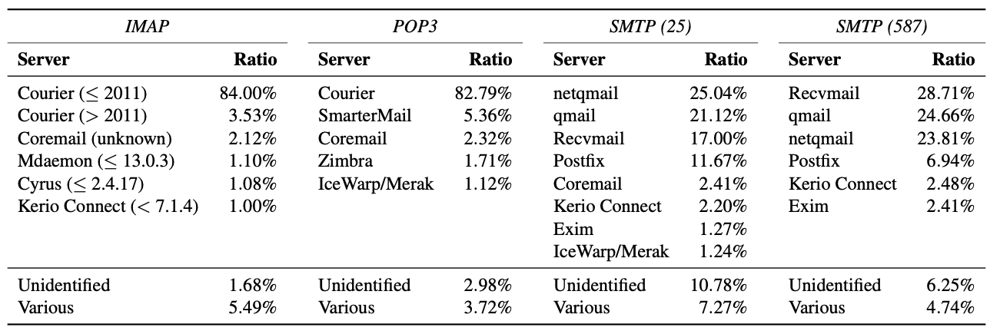 IMAP POP3 SMTP (25) SMTP (587)
Server Ratio Server Ratio Server Ratio Server Ratio
Courier (≤ 2011) 84.00% Courier 82.79% netqmail 25.04% Recvmail 28.71%
Courier (> 2011) 3.53% SmarterMail 5.36% qmail 21.12% qmail 24.66%
Coremail (unknown) 2.12% Coremail 2.32% Recvmail 17.00% netqmail 23.81%
Mdaemon (≤ 13.0.3) 1.10% Zimbra 1.71% Postfix 11.67% Postfix 6.94%
Cyrus (≤ 2.4.17) 1.08% IceWarp/Merak 1.12% Coremail 2.41% Kerio Connect 2.48%
Kerio Connect (< 7.1.4) 1.00% Kerio Connect 2.20% Exim 2.41%
Exim 1.27%
IceWarp/Merak 1.24%
Unidentified 1.68% Unidentified 2.98% Unidentified 10.78% Unidentified 6.25%
Various 5.49% Various 3.72% Various 7.27% Various 4.74%